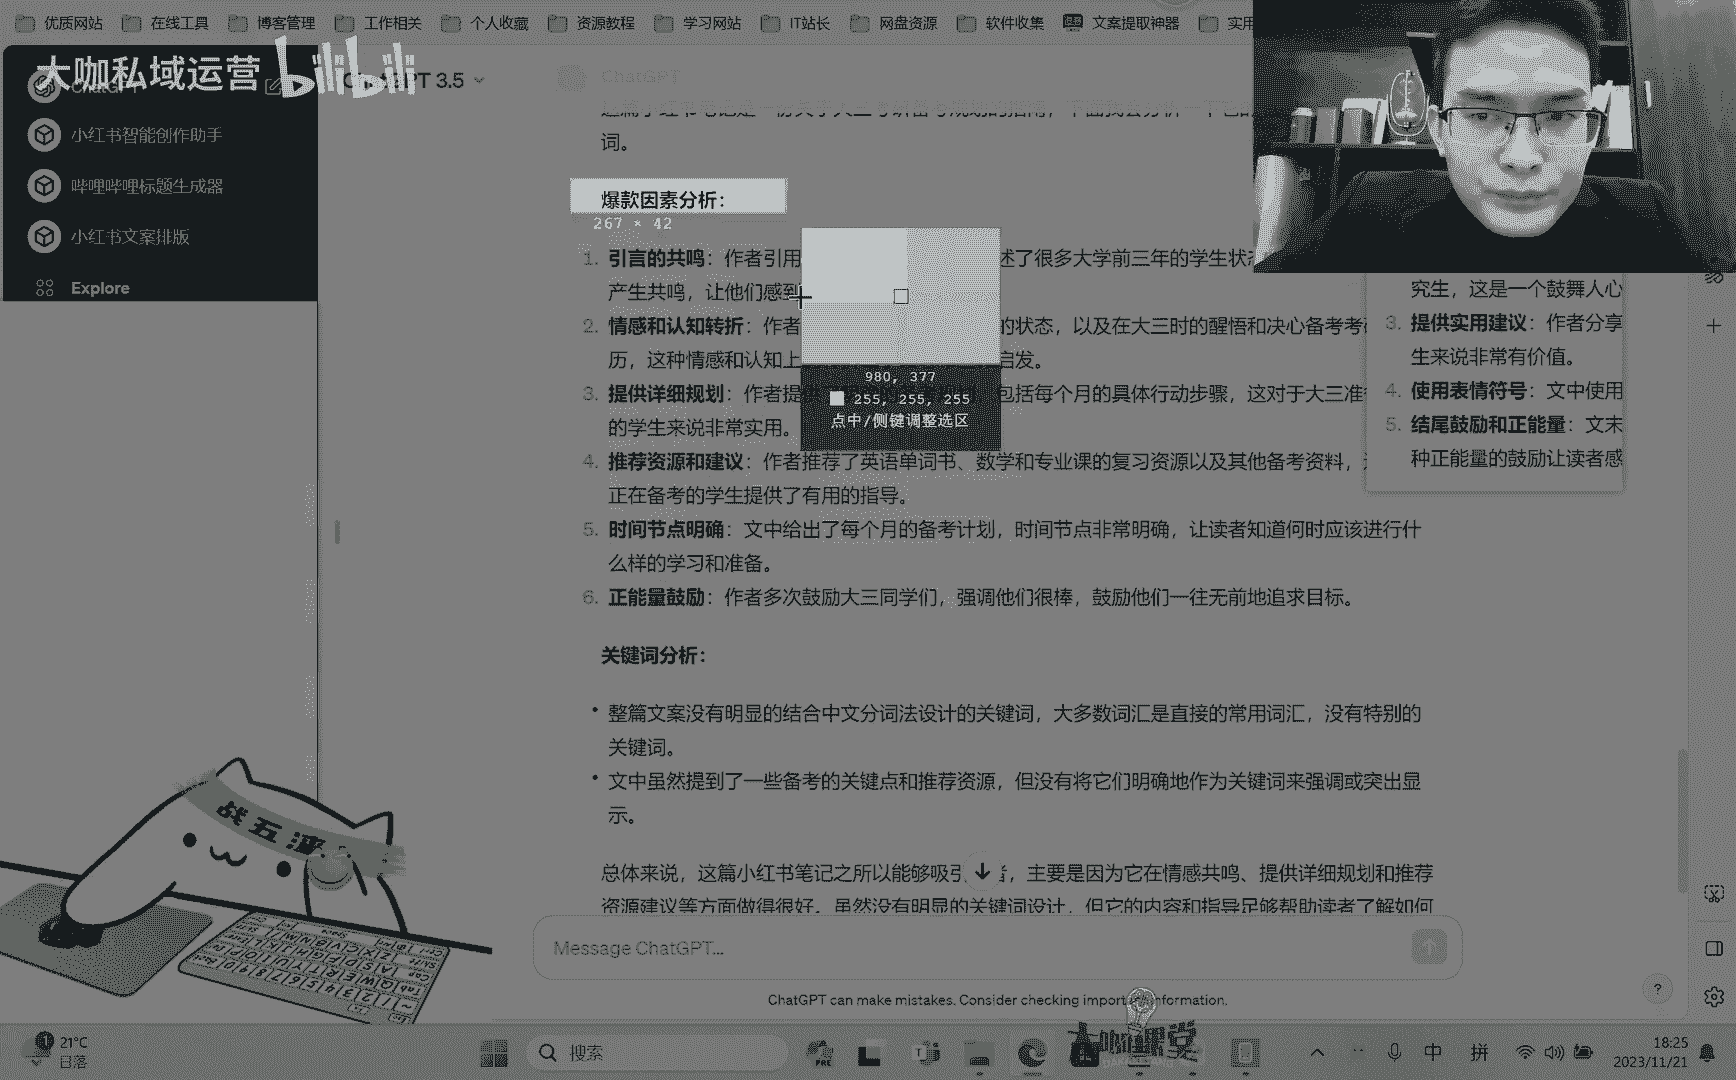 优质网站 在线工具 博客管理 工作相关 个人收藏 资源教程 学习网站 IT站长 网盘资源 软件收集 文案提取神器
大咖私域运营 bilibili
ChatGPT
小红书智能创作助手
哔哩哔哩标题生成器
小红书文案排版
Explore
ChatGPT
词。
爆款因素分析：
267 * 42
1. 引言的共鸣：作者引用
述了很多大学前三年的学生状态
产生共鸣，让他们感到
2. 情感和认知转折：作者
的状态，以及在大三时的醒悟和决心备考考
历，这种情感和认知上
启发。
3. 提供详细规划：作者提
包括每个月的具体行动步骤，这对于大三准
的学生来说非常实用。
4. 推荐资源和建议：作者推荐了英语单词书、数学和专业课的复习资源以及其他备考资料，
正在备考的学生提供了有用的指导。
5. 时间节点明确：文中给出了每个月的备考计划，时间节点非常明确，让读者知道何时应该进行什
么样的学习和准备。
6. 正能量鼓励：作者多次鼓励大三同学们，强调他们很棒，鼓励他们一往无前地追求目标。
980, 377
255, 255, 255
点中/侧键调整选区
究生，这是一个鼓舞人心
3. 提供实用建议：作者分享
生来说非常有价值。
4. 使用表情符号：文中使用
5. 结尾鼓励和正能量：文末
种正能量的鼓励让读者感
关键词分析：
• 整篇文案没有明显的结合中文分词法设计的关键词，大多数词汇是直接的常用词汇，没有特别的
关键词。
• 文中虽然提到了一些备考的关键点和推荐资源，但没有将它们明确地作为关键词来强调或突出显
示。
总体来说，这篇小红书笔记之所以能够吸引 ，主要是因为它在情感共鸣、提供详细规划和推荐
资源建议等方面做得很好。虽然没有明显的关键词设计，但它的内容和指导足够帮助读者了解如何
战五渣
Message ChatGPT...
ChatGPT can make mistakes. Consider checking important information.
大咖课堂
21°C
日落
搜索
中 拼
18:25
2023/11/21